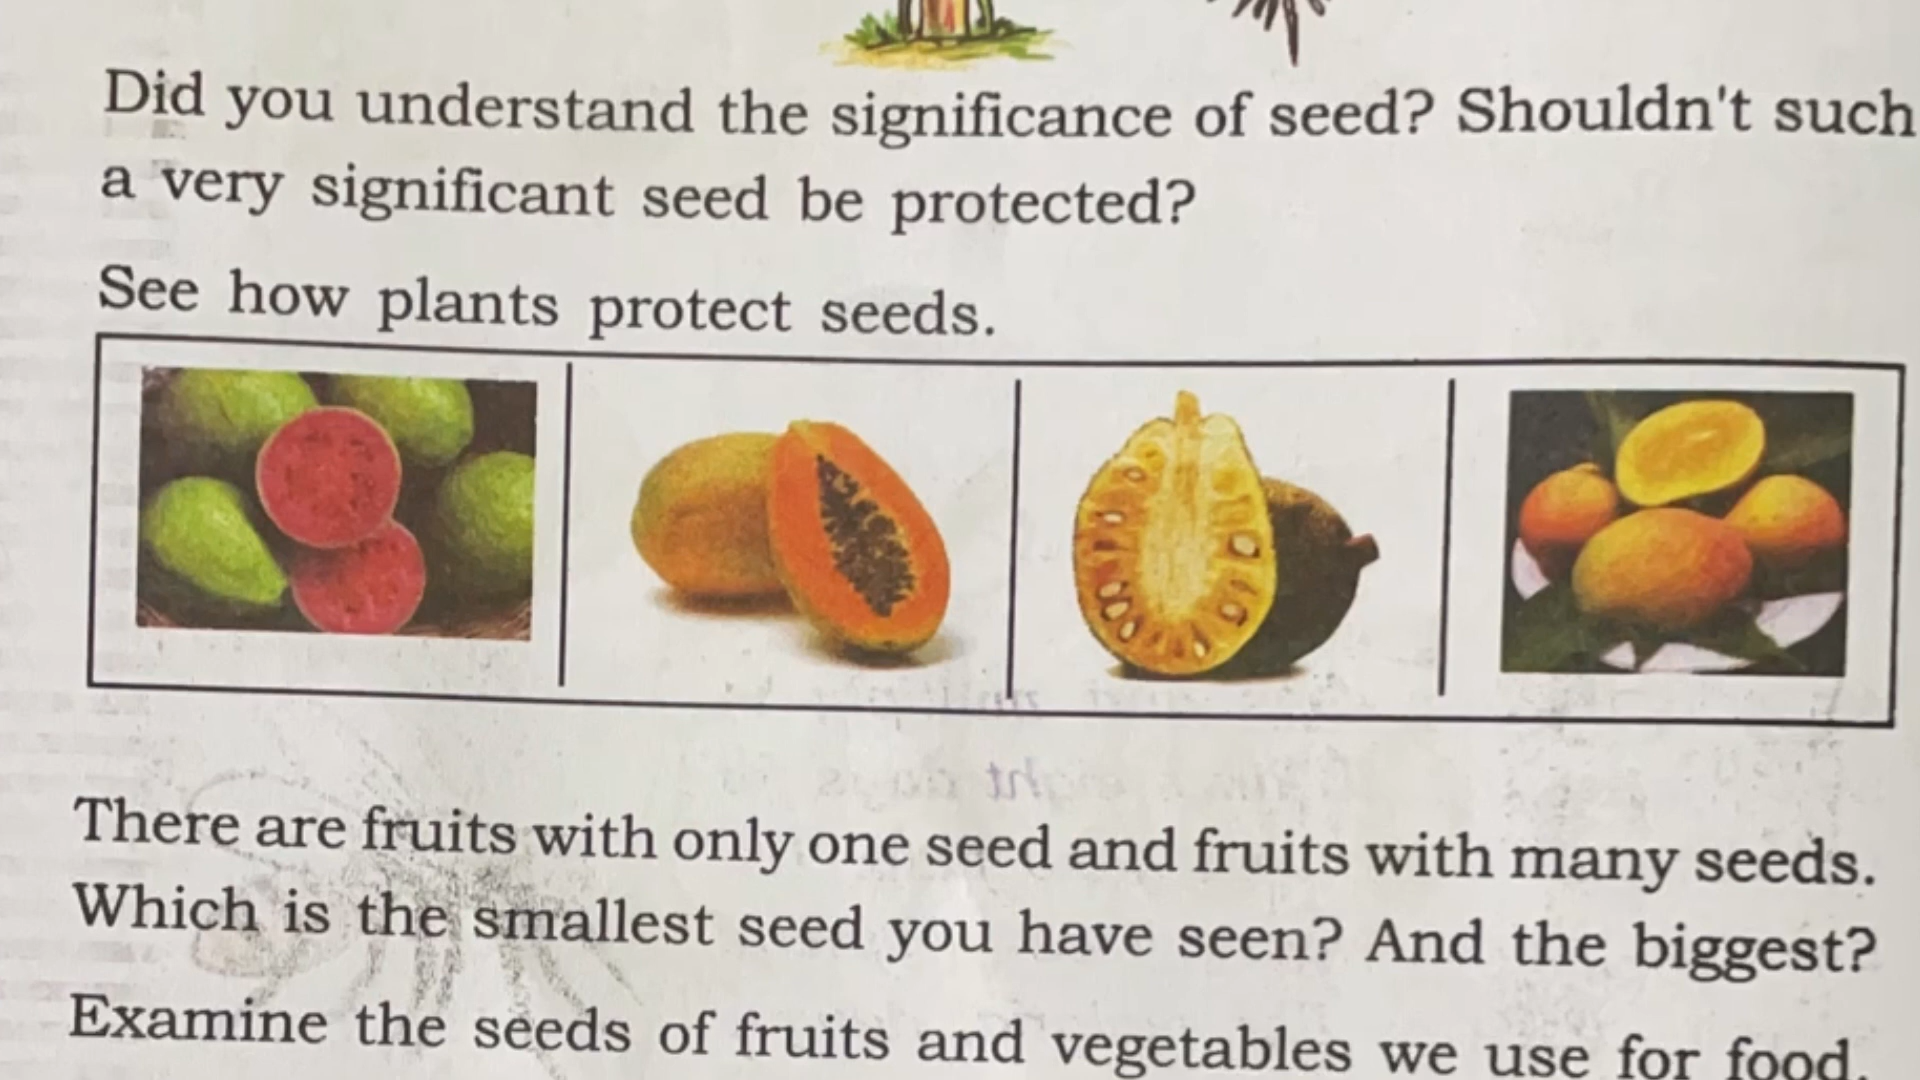 Did you understand the significance of seed? Shouldn't such
a very significant seed be protected?
See how plants protect seeds.
There are fruits with only one seed and fruits with many seeds.
Which is the smallest seed you have seen? And the biggest?
Examine the seeds of fruits and vegetables we use for food.